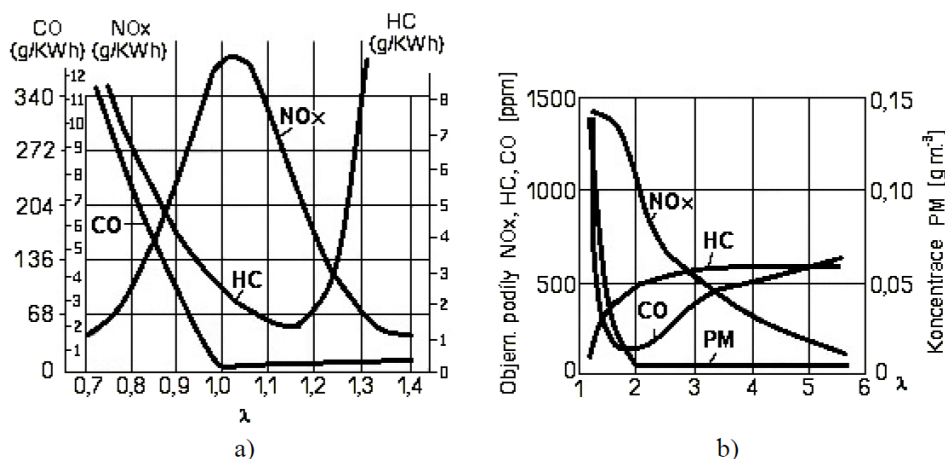 CO NOx HC
(g/KWh) (g/KWh) (g/KWh)
12
340 11 8
10 7
272 9 6
8
204 7 5
6 4
136 5
4 3
68 3 2
2
1 1
0 0
0,7 0,8 0,9 1,0 1,1 1,2 1,3 1,4
λ
NOx
CO
HC
a)
Objem. podíly NOx, HC, CO [ppm]
1500
1000
500
0
1 2 3 4 5 6
λ
NOx
HC
CO
PM
0,15
0,10
0,05
0
Koncentrace PM [g m-3]
b)